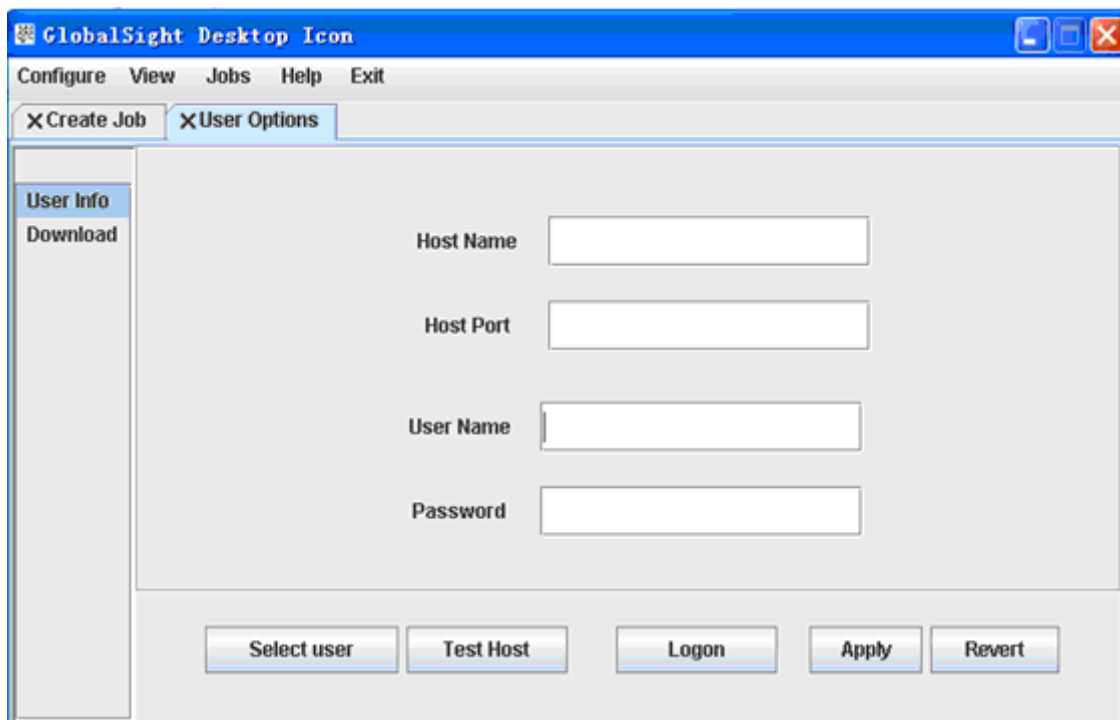 GlobalSight Desktop Icon
Configure View Jobs Help Exit
Create Job User Options
User Info
Download
Host Name
Host Port
User Name
Password
Select user Test Host Logon Apply Revert